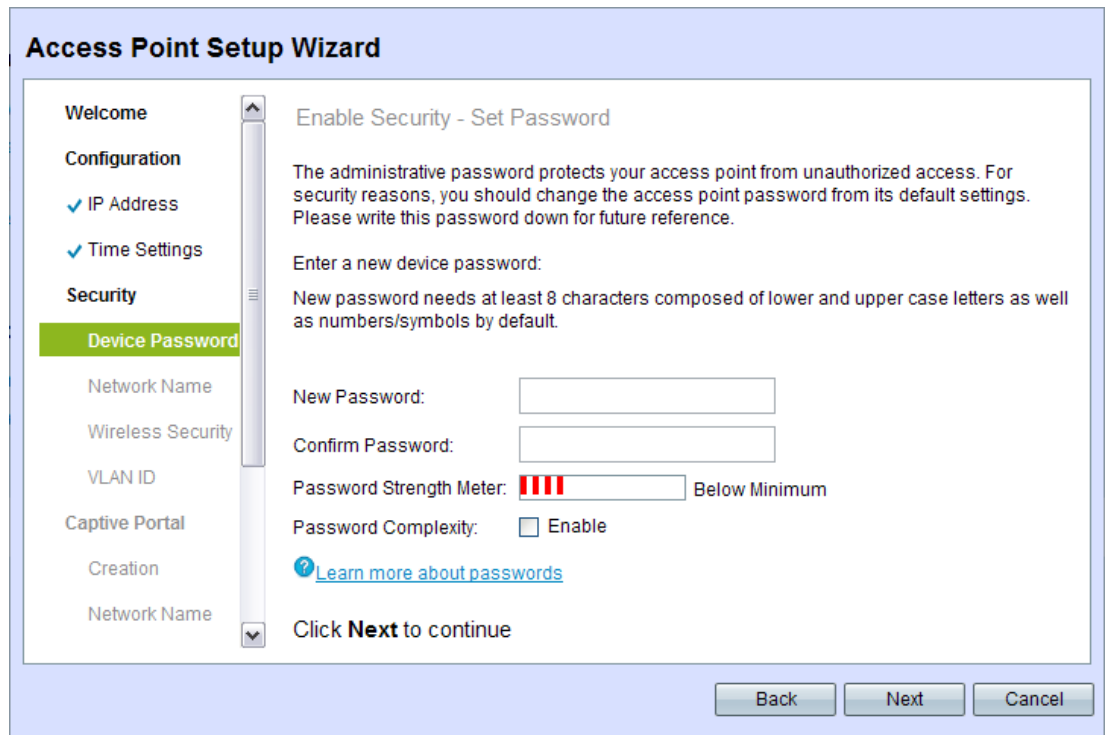 Access Point Setup Wizard
Welcome
Configuration
IP Address
Time Settings
Security
Device Password
Network Name
Wireless Security
VLAN ID
Captive Portal
Creation
Network Name
Enable Security - Set Password
The administrative password protects your access point from unauthorized access. For
security reasons, you should change the access point password from its default settings.
Please write this password down for future reference.
Enter a new device password:
New password needs at least 8 characters composed of lower and upper case letters as well
as numbers/symbols by default.
New Password:
Confirm Password:
Password Strength Meter: Below Minimum
Password Complexity: Enable
?Learn more about passwords
Click Next to continue
Back Next Cancel